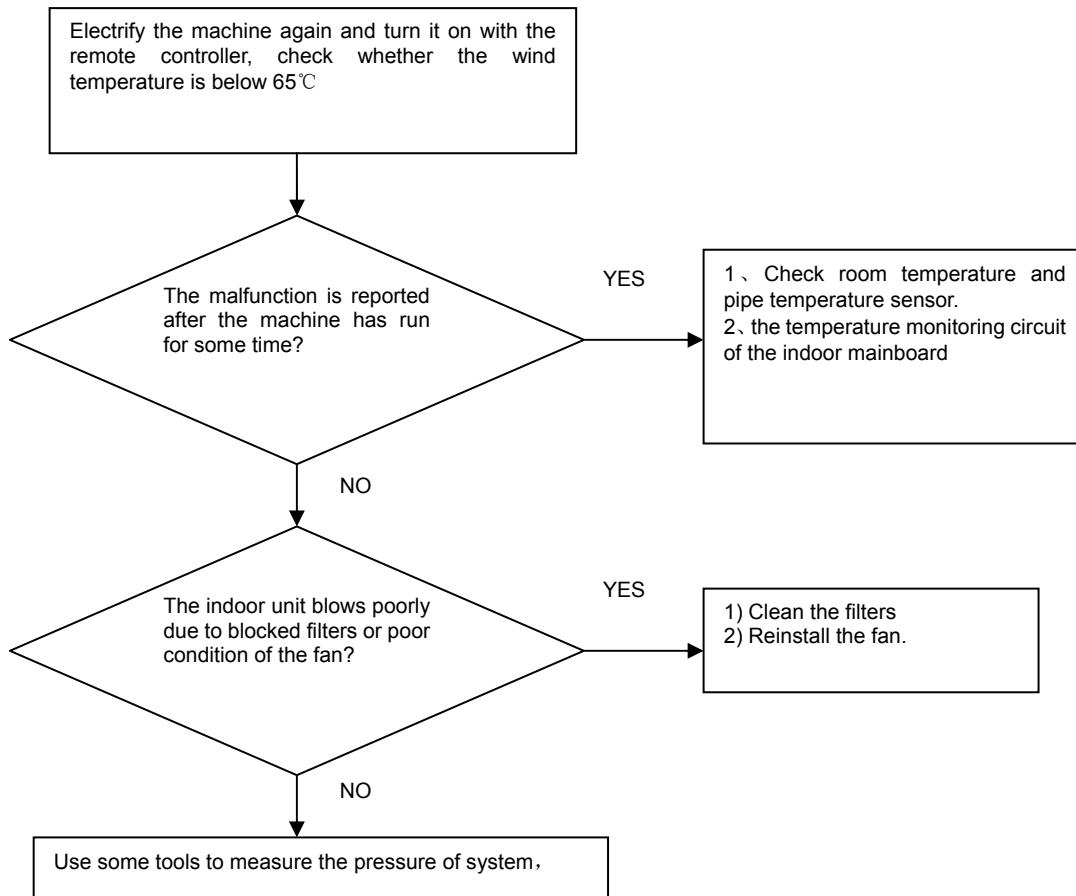 Electrify the machine again and turn it on with the
remote controller, check whether the wind
temperature is below 65℃
The malfunction is reported
after the machine has run
for some time?
YES
1、Check room temperature and
pipe temperature sensor.
2、the temperature monitoring circuit
of the indoor mainboard
NO
The indoor unit blows poorly
due to blocked filters or poor
condition of the fan?
YES
1) Clean the filters
2) Reinstall the fan.
NO
Use some tools to measure the pressure of system，